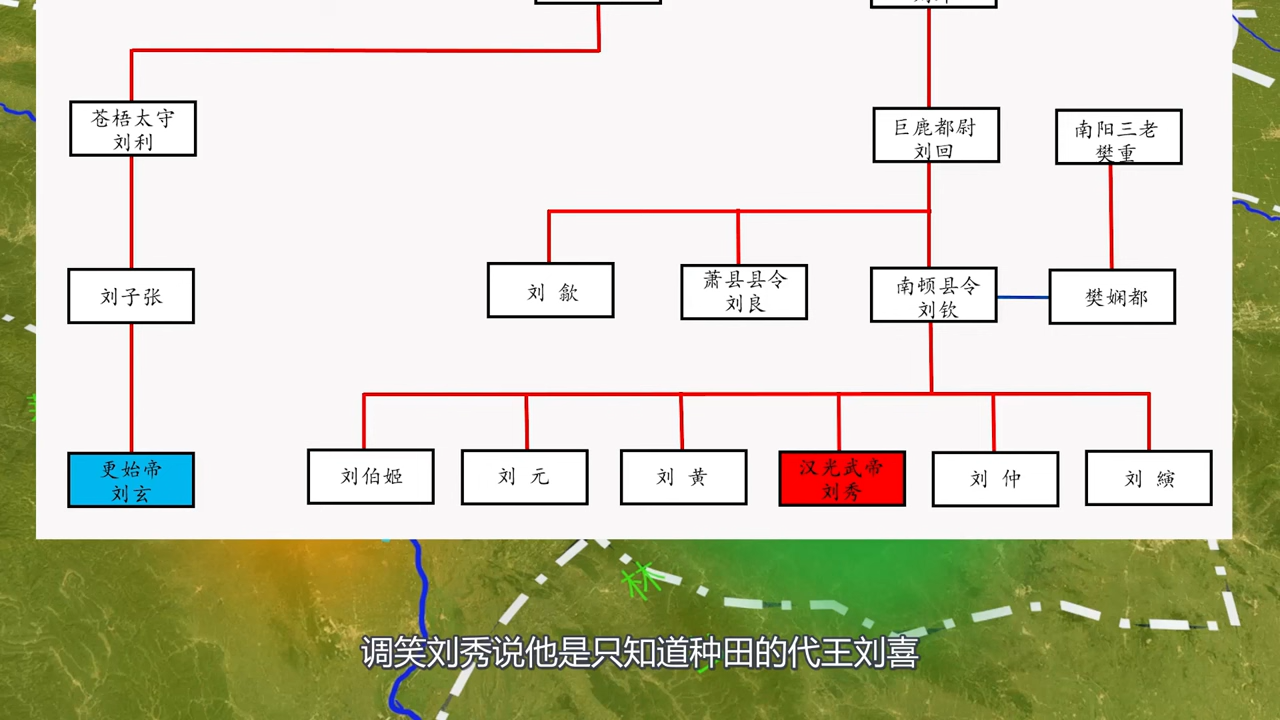 苍梧太守
刘利
巨鹿都尉
刘回
南阳三老
樊重
刘子张
刘 歙
萧县县令
刘良
南顿县令
刘钦
樊娴都
更始帝
刘玄
刘伯姬
刘 元
刘 黄
汉光武帝
刘秀
刘 仲
刘 縯
林
调笑刘秀说他是只知道种田的代王刘喜